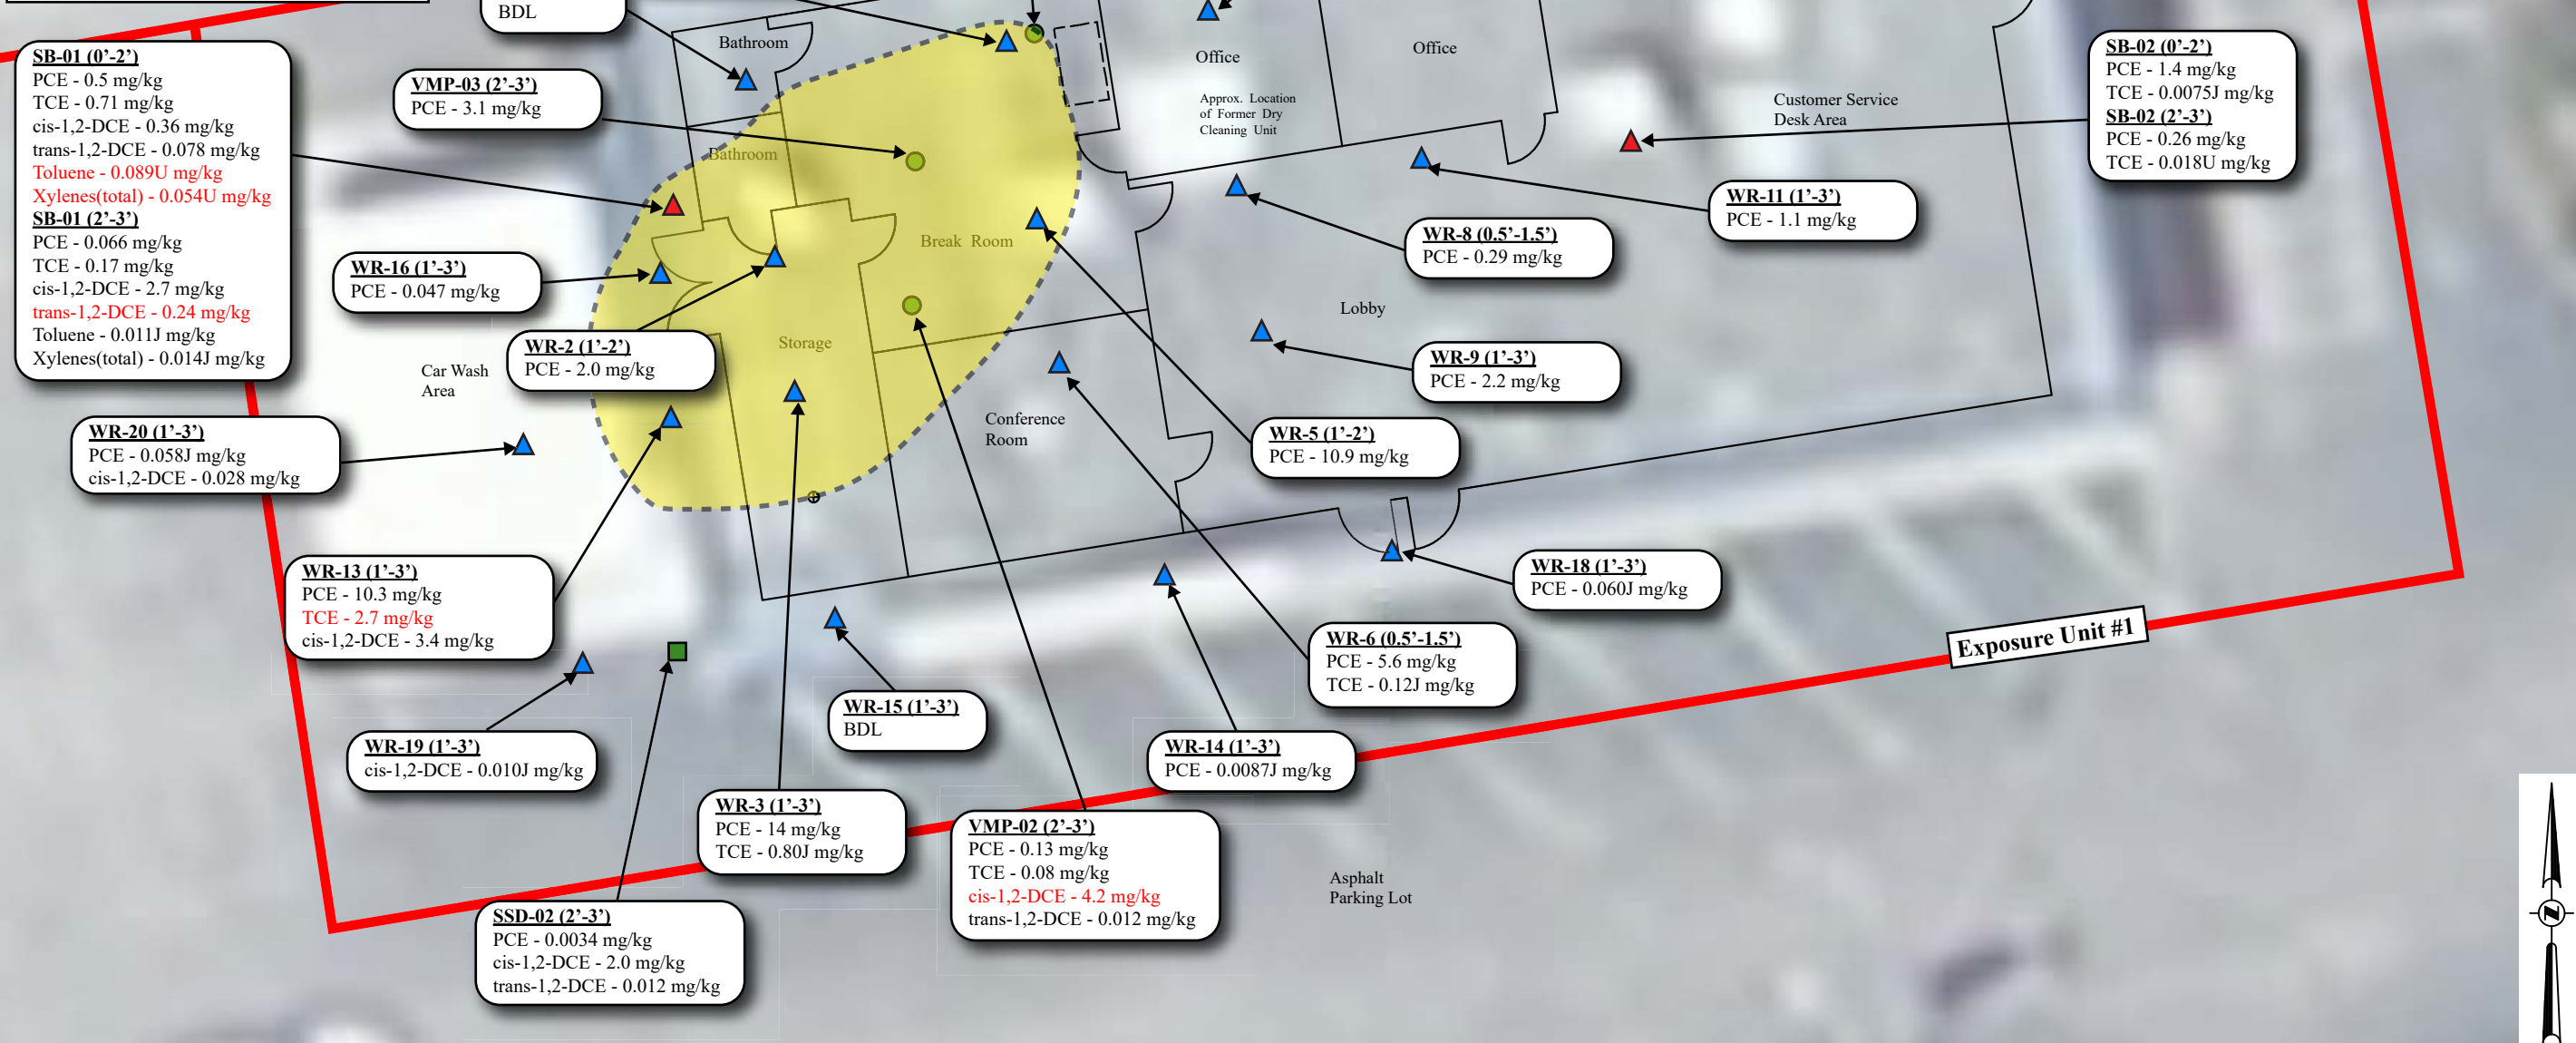 BDL
SB-01 (0’-2’)
PCE - 0.5 mg/kg
TCE - 0.71 mg/kg
cis-1,2-DCE - 0.36 mg/kg
trans-1,2-DCE - 0.078 mg/kg
Toluene - 0.089U mg/kg
Xylenes(total) - 0.054U mg/kg
SB-01 (2’-3’)
PCE - 0.066 mg/kg
TCE - 0.17 mg/kg
cis-1,2-DCE - 2.7 mg/kg
trans-1,2-DCE - 0.24 mg/kg
Toluene - 0.011J mg/kg
Xylenes(total) - 0.014J mg/kg
VMP-03 (2’-3’)
PCE - 3.1 mg/kg
Bathroom
Bathroom
Office
Approx. Location
of Former Dry
Cleaning Unit
Office
Customer Service
Desk Area
SB-02 (0’-2’)
PCE - 1.4 mg/kg
TCE - 0.0075J mg/kg
SB-02 (2’-3’)
PCE - 0.26 mg/kg
TCE - 0.018U mg/kg
WR-11 (1’-3’)
PCE - 1.1 mg/kg
WR-8 (0.5’-1.5’)
PCE - 0.29 mg/kg
Break Room
WR-16 (1’-3’)
PCE - 0.047 mg/kg
Lobby
WR-2 (1’-2’)
PCE - 2.0 mg/kg
Storage
WR-9 (1’-3’)
PCE - 2.2 mg/kg
Car Wash
Area
Conference
Room
WR-20 (1’-3’)
PCE - 0.058J mg/kg
cis-1,2-DCE - 0.028 mg/kg
WR-5 (1’-2’)
PCE - 10.9 mg/kg
WR-13 (1’-3’)
PCE - 10.3 mg/kg
TCE - 2.7 mg/kg
cis-1,2-DCE - 3.4 mg/kg
WR-18 (1’-3’)
PCE - 0.060J mg/kg
Exposure Unit #1
WR-6 (0.5’-1.5’)
PCE - 5.6 mg/kg
TCE - 0.12J mg/kg
WR-15 (1’-3’)
BDL
WR-19 (1’-3’)
cis-1,2-DCE - 0.010J mg/kg
WR-14 (1’-3’)
PCE - 0.0087J mg/kg
WR-3 (1’-3’)
PCE - 14 mg/kg
TCE - 0.80J mg/kg
VMP-02 (2’-3’)
PCE - 0.13 mg/kg
TCE - 0.08 mg/kg
cis-1,2-DCE - 4.2 mg/kg
trans-1,2-DCE - 0.012 mg/kg
Asphalt
Parking Lot
SSD-02 (2’-3’)
PCE - 0.0034 mg/kg
cis-1,2-DCE - 2.0 mg/kg
trans-1,2-DCE - 0.012 mg/kg
N